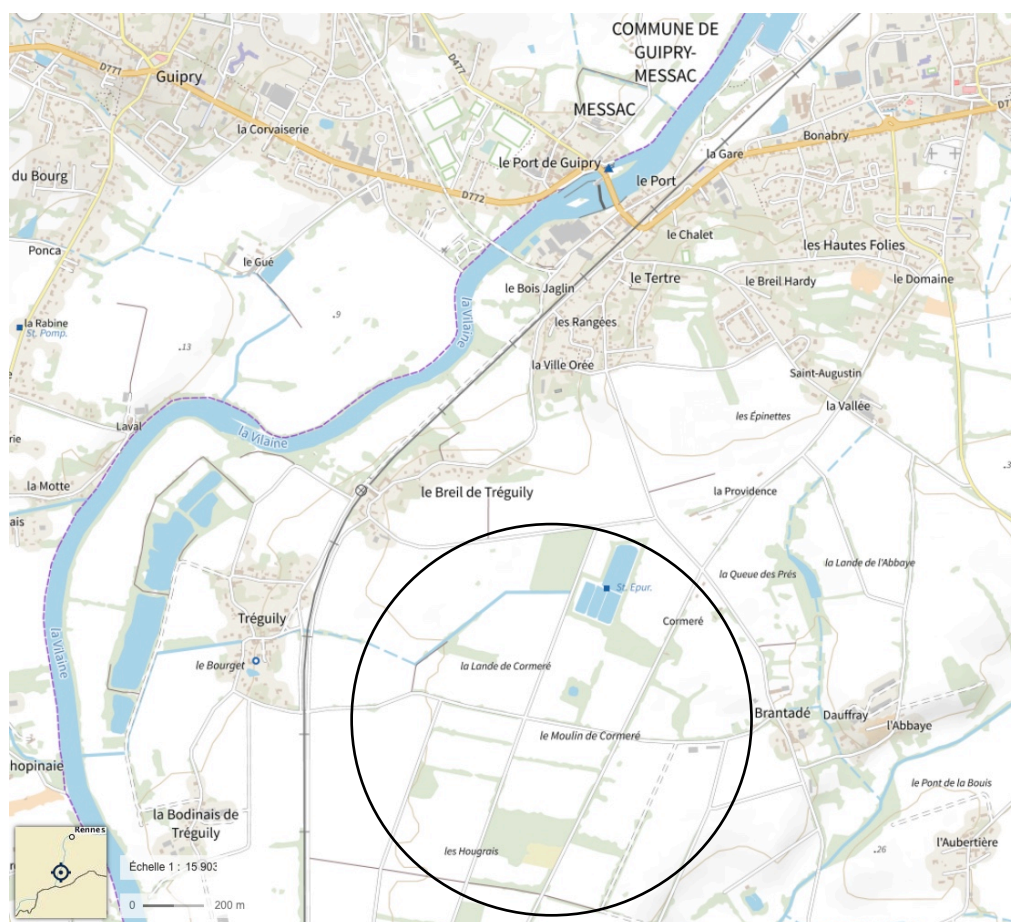 COMMUNE DE
GUIPRY-
MESSAC
D771
Guipry
D477
MESSAC
la Corvaiserie
Bonabry
D77
la Gare
le Port de Guipry
le Port
du Bourg
D772
le Chalet
les Hautes Folies
Ponca
le Gué
le Bois Jaglin
le Tertre
le Breil Hardy
le Domaine
la Vilaine
9
les Rangées
la Rabine
St. Pomp.
13
la Ville Orée
Saint-Augustin
la Vallée
les Épinettes
Laval
la Vilaine
rie
la Motte
le Breil de Tréguily
la Providence
3
ais
la Queue des Prés
la Lande de l'Abbaye
St. Epur.
Tréguily
Cormeré
la Vilaine
le Bourget
la Lande de Cormeré
Brantadé
Dauffray
l'Abbaye
le Moulin de Cormeré
hopinaie
le Pont de la Bouis
la Bodinais de
Tréguily
Rennes
l'Aubertière
les Hougrais
26
Échelle 1 : 15 903
0
200 m